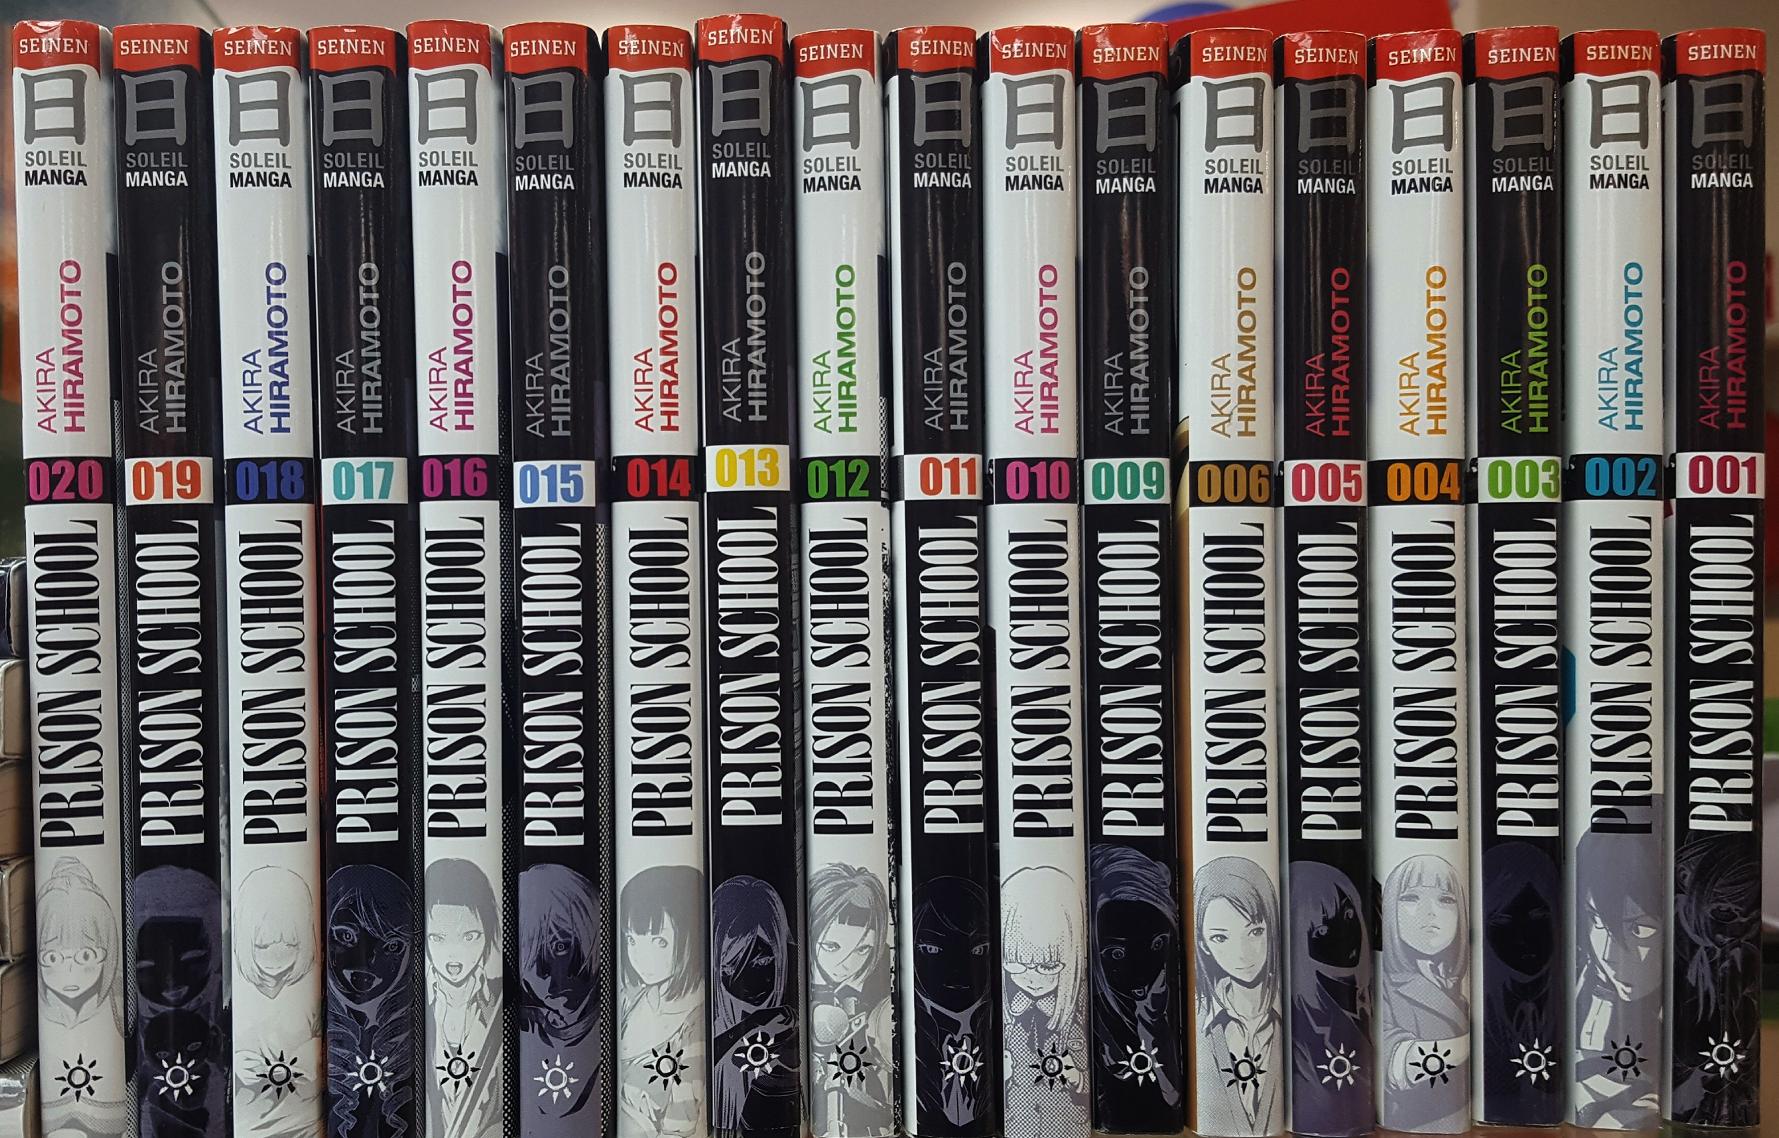 SEINEN
SOLEIL
MANGA
AKIRA
HIRAMOTO
020
PRISON SCHOOL
SEINEN
SOLEIL
MANGA
AKIRA
HIRAMOTO
019
PRISON SCHOOL
SEINEN
SOLEIL
MANGA
AKIRA
HIRAMOTO
018
PRISON SCHOOL
SEINEN
SOLEIL
MANGA
AKIRA
HIRAMOTO
017
PRISON SCHOOL
SEINEN
SOLEIL
MANGA
AKIRA
HIRAMOTO
016
PRISON SCHOOL
SEINEN
SOLEIL
MANGA
AKIRA
HIRAMOTO
015
PRISON SCHOOL
SEINEN
SOLEIL
MANGA
AKIRA
HIRAMOTO
014
PRISON SCHOOL
SEINEN
SOLEIL
MANGA
AKIRA
HIRAMOTO
013
PRISON SCHOOL
SEINEN
SOLEIL
MANGA
AKIRA
HIRAMOTO
012
PRISON SCHOOL
SEINEN
SOLEIL
MANGA
AKIRA
HIRAMOTO
011
PRISON SCHOOL
SEINEN
SOLEIL
MANGA
AKIRA
HIRAMOTO
010
PRISON SCHOOL
SEINEN
SOLEIL
MANGA
AKIRA
HIRAMOTO
009
PRISON SCHOOL
SEINEN
SOLEIL
MANGA
AKIRA
HIRAMOTO
006
PRISON SCHOOL
SEINEN
SOLEIL
MANGA
AKIRA
HIRAMOTO
005
PRISON SCHOOL
SEINEN
SOLEIL
MANGA
AKIRA
HIRAMOTO
004
PRISON SCHOOL
SEINEN
SOLEIL
MANGA
AKIRA
HIRAMOTO
003
PRISON SCHOOL
SEINEN
SOLEIL
MANGA
AKIRA
HIRAMOTO
002
PRISON SCHOOL
SEINEN
SOLEIL
MANGA
AKIRA
HIRAMOTO
001
PRISON SCHOOL